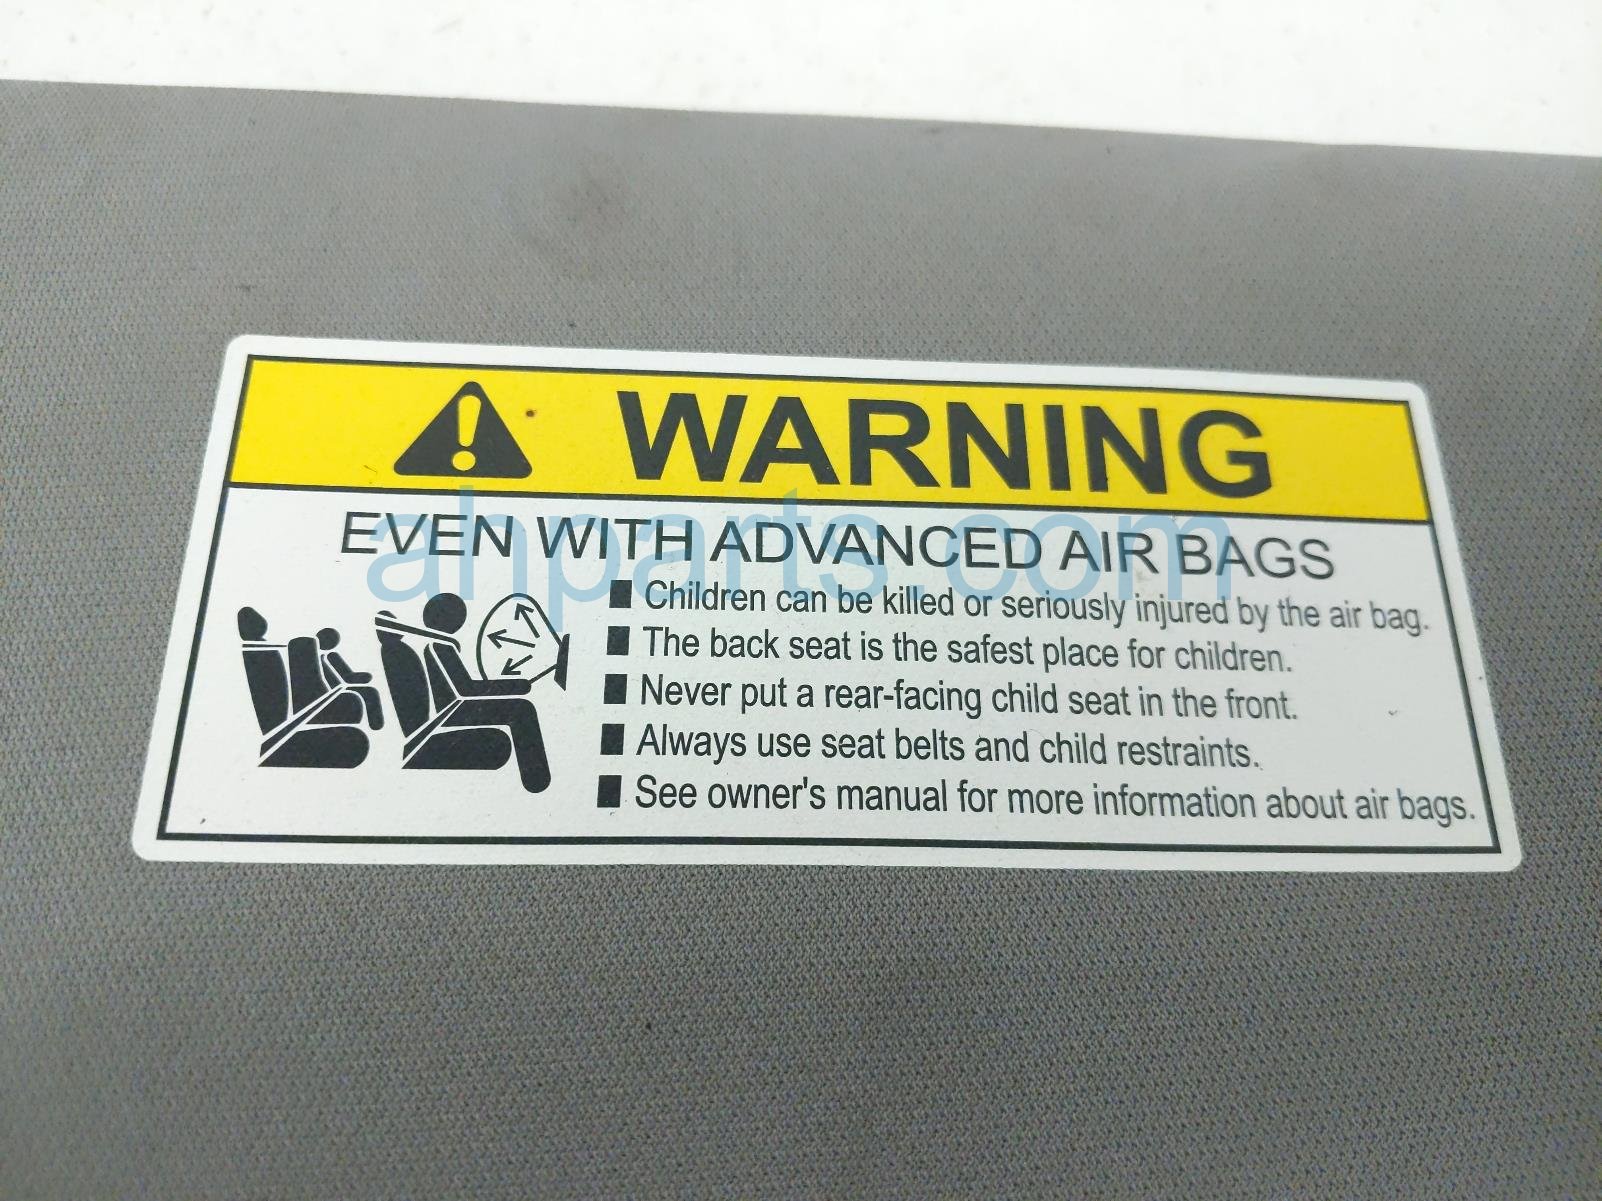 WARNING
EVEN WITH ADVANCED AIR BAGS
■ Children can be killed or seriously injured by the air bag.
■ The back seat is the safest place for children.
■ Never put a rear-facing child seat in the front.
■ Always use seat belts and child restraints.
■ See owner's manual for more information about air bags.
ahparts.com